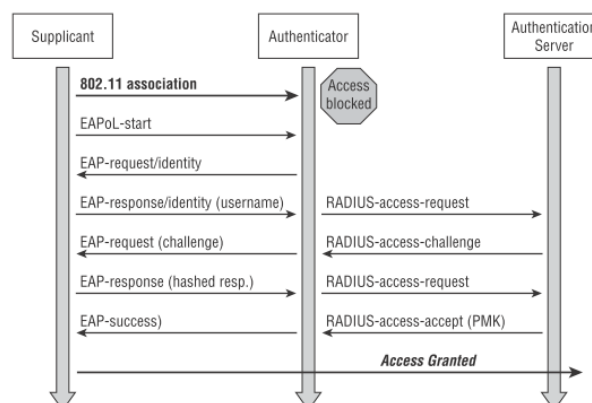 Supplicant
Authenticator
Authentication
Server
802.11 association
Access
blocked
EAPoL-start
EAP-request/identity
EAP-response/identity (username)
RADIUS-access-request
EAP-request (challenge)
RADIUS-access-challenge
EAP-response (hashed resp.)
RADIUS-access-request
EAP-success)
RADIUS-access-accept (PMK)
Access Granted